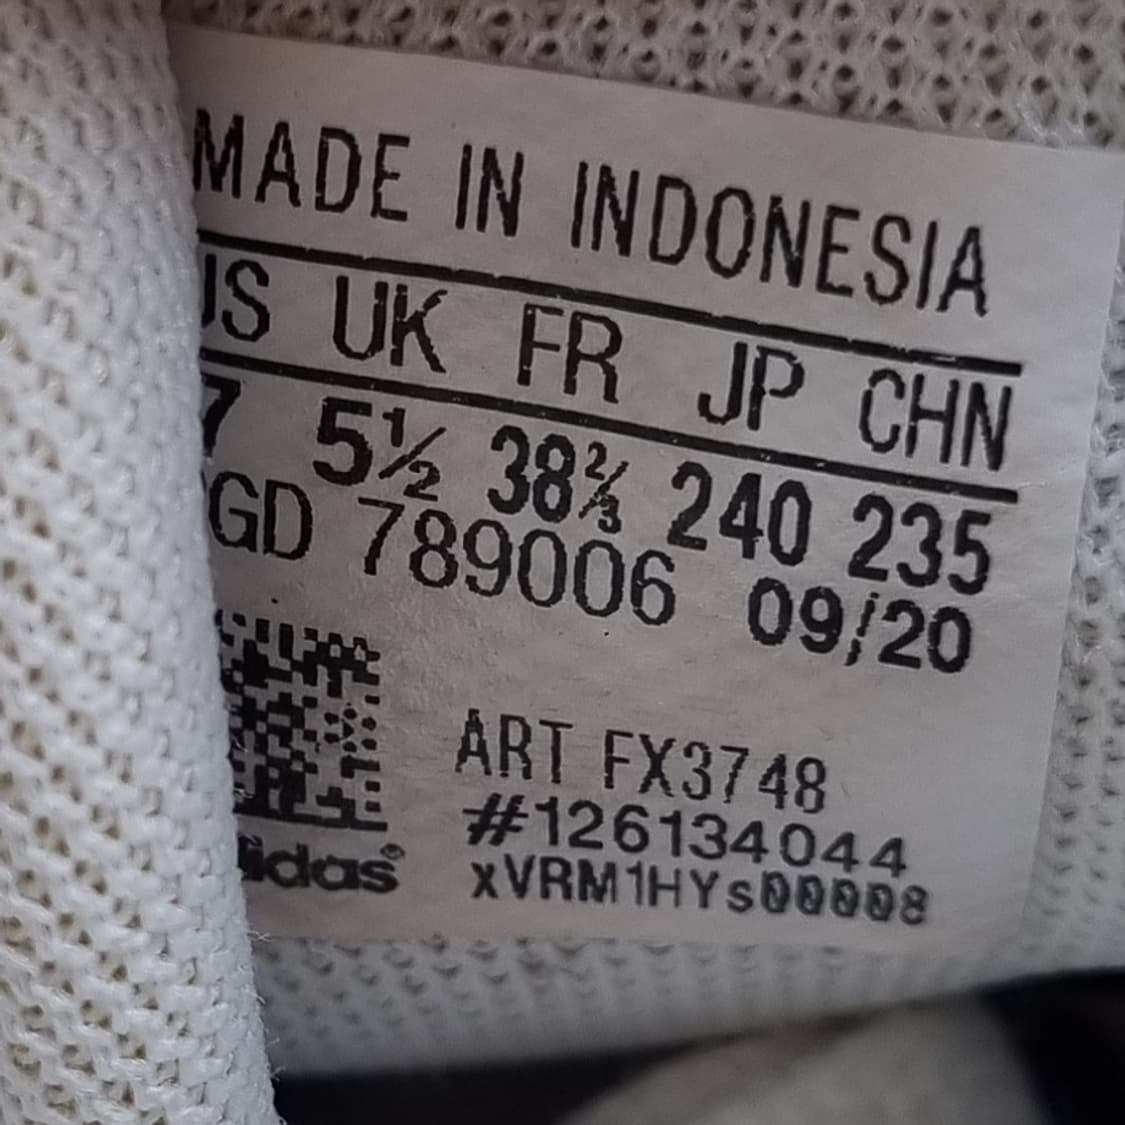 MADE IN INDONESIA
US UK FR JP CHN
7 5½ 38⅔ 240 235
GD 789006 09/20
ART FX3748
#126134044
xVRM1HYs00008
adidas